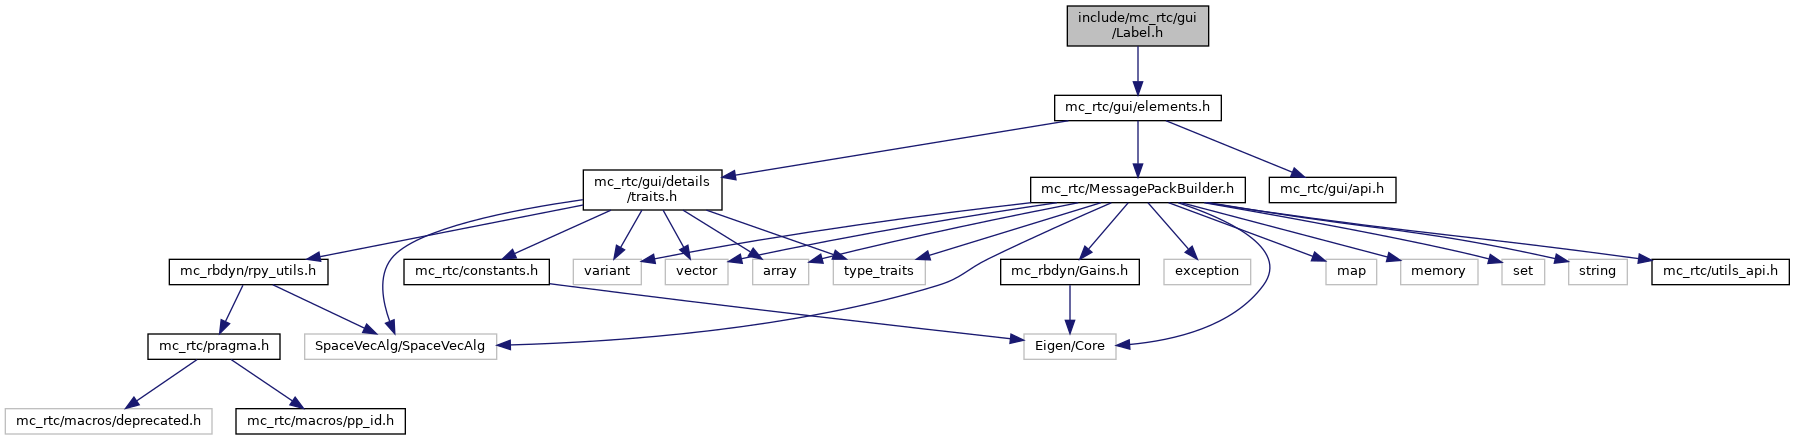 include/mc_rtc/gui
/Label.h
mc_rtc/gui/elements.h
mc_rtc/gui/details
/traits.h
mc_rtc/MessagePackBuilder.h
mc_rtc/gui/api.h
mc_rbdyn/rpy_utils.h
mc_rtc/constants.h
variant
vector
array
type_traits
mc_rbdyn/Gains.h
exception
map
memory
set
string
mc_rtc/utils_api.h
mc_rtc/pragma.h
SpaceVecAlg/SpaceVecAlg
Eigen/Core
mc_rtc/macros/deprecated.h
mc_rtc/macros/pp_id.h